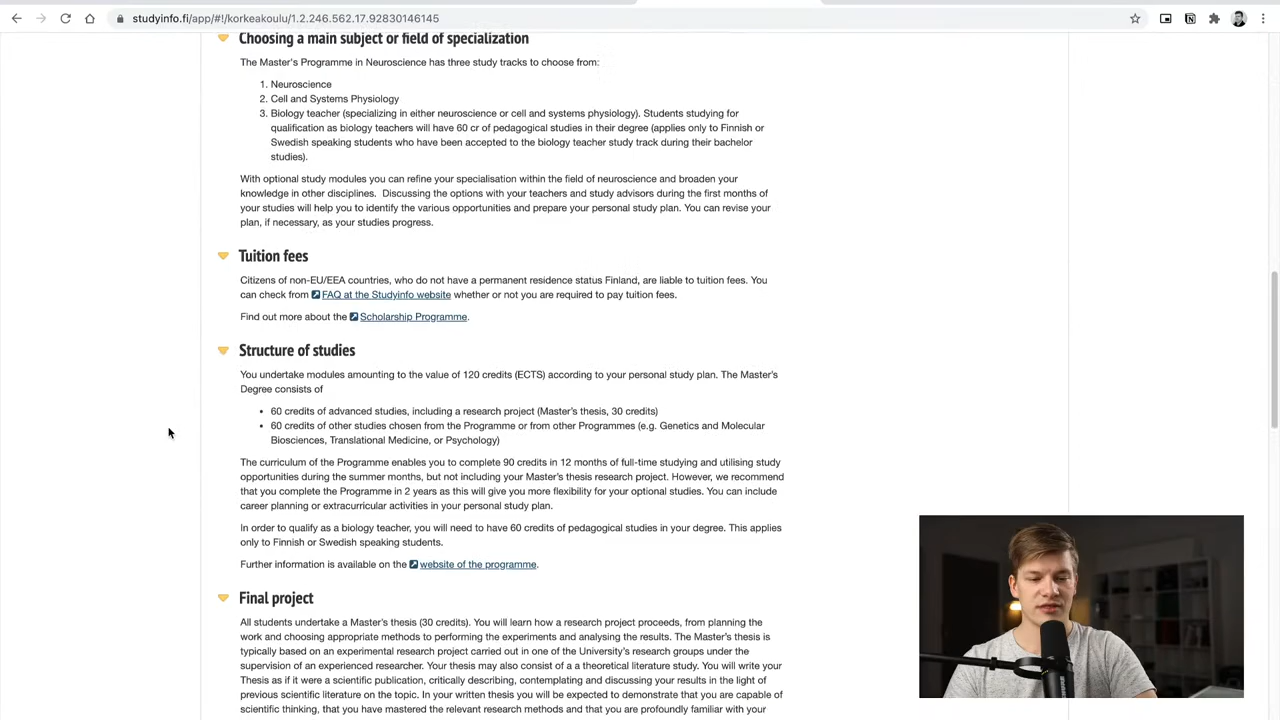 studyinfo.fi/app/#!/korkeakoulu/1.2.246.562.17.92830146145
Choosing a main subject or field of specialization
The Master's Programme in Neuroscience has three study tracks to choose from:
1. Neuroscience
2. Cell and Systems Physiology
3. Biology teacher (specializing in either neuroscience or cell and systems physiology). Students studying for
qualification as biology teachers will have 60 cr of pedagogical studies in their degree (applies only to Finnish or
Swedish speaking students who have been accepted to the biology teacher study track during their bachelor
studies).
With optional study modules you can refine your specialisation within the field of neuroscience and broaden your
knowledge in other disciplines. Discussing the options with your teachers and study advisors during the first months of
your studies will help you to identify the various opportunities and prepare your personal study plan. You can revise your
plan, if necessary, as your studies progress.
Tuition fees
Citizens of non-EU/EEA countries, who do not have a permanent residence status Finland, are liable to tuition fees. You
can check from FAQ at the Studyinfo website whether or not you are required to pay tuition fees.
Find out more about the Scholarship Programme.
Structure of studies
You undertake modules amounting to the value of 120 credits (ECTS) according to your personal study plan. The Master's
Degree consists of
• 60 credits of advanced studies, including a research project (Master's thesis, 30 credits)
• 60 credits of other studies chosen from the Programme or from other Programmes (e.g. Genetics and Molecular
Biosciences, Translational Medicine, or Psychology)
The curriculum of the Programme enables you to complete 90 credits in 12 months of full-time studying and utilising study
opportunities during the summer months, but not including your Master's thesis research project. However, we recommend
that you complete the Programme in 2 years as this will give you more flexibility for your optional studies. You can include
career planning or extracurricular activities in your personal study plan.
In order to qualify as a biology teacher, you will need to have 60 credits of pedagogical studies in your degree. This applies
only to Finnish or Swedish speaking students.
Further information is available on the website of the programme.
Final project
All students undertake a Master's thesis (30 credits). You will learn how a research project proceeds, from planning the
work and choosing appropriate methods to performing the experiments and analysing the results. The Master's thesis is
typically based on an experimental research project carried out in one of the University's research groups under the
supervision of an experienced researcher. Your thesis may also consist of a a theoretical literature study. You will write your
Thesis as if it were a scientific publication, critically describing, contemplating and discussing your results in the light of
previous scientific literature on the topic. In your written thesis you will be expected to demonstrate that you are capable of
scientific thinking, that you have mastered the relevant research methods and that you are profoundly familiar with your